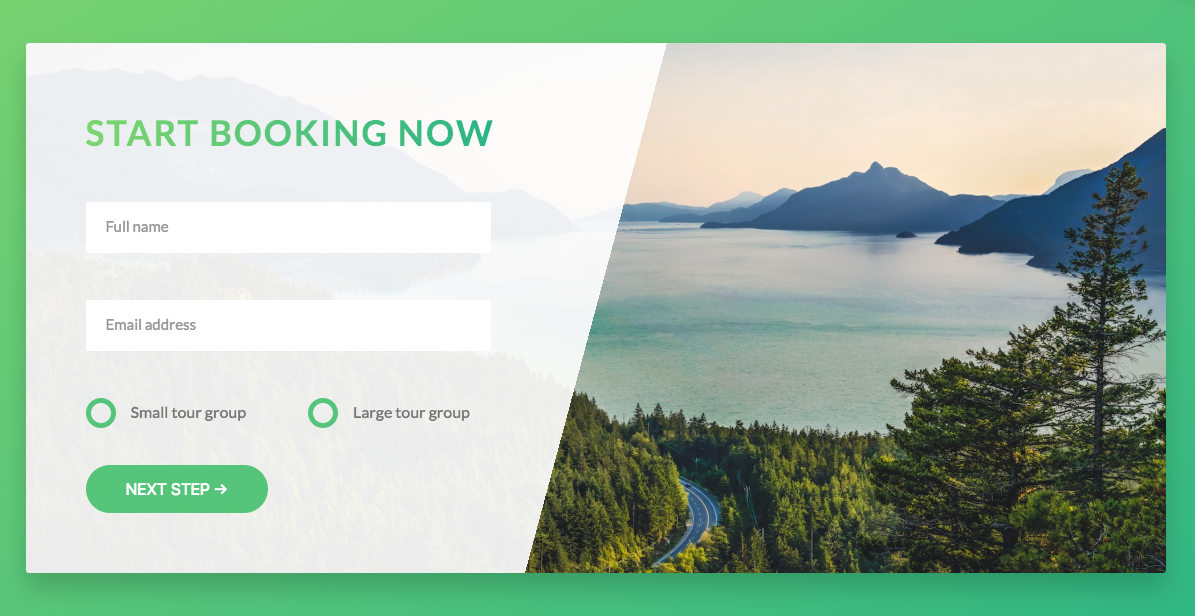 START BOOKING NOW
Full name
Email address
Small tour group
Large tour group
NEXT STEP →